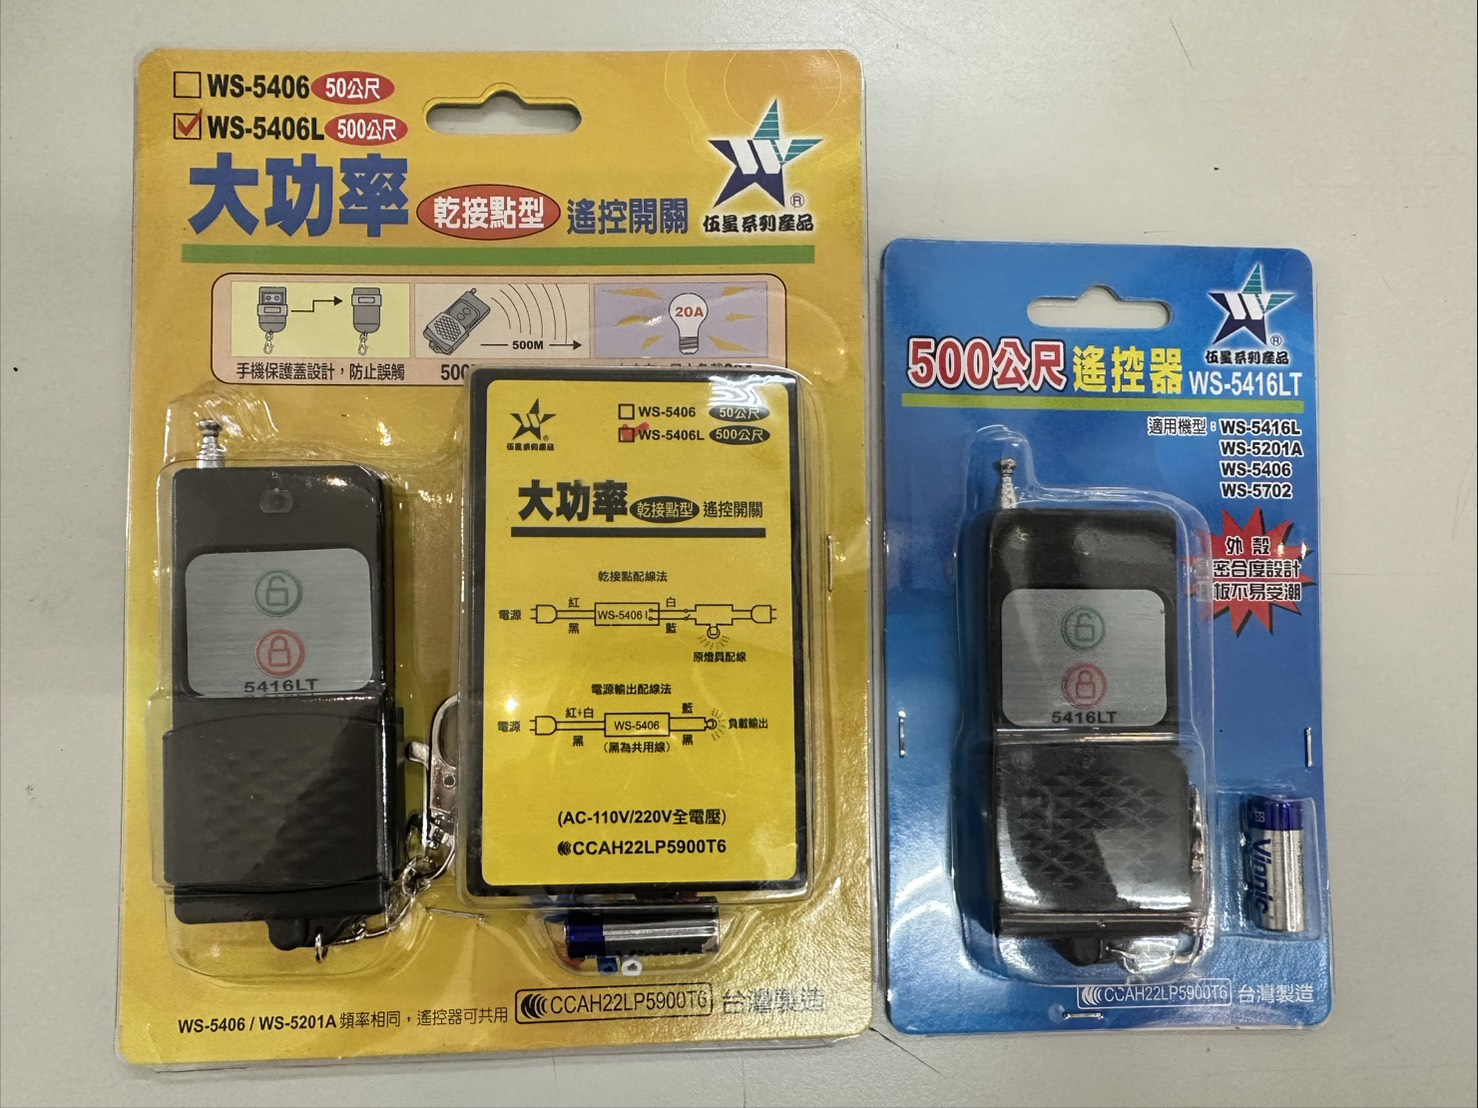 WS-5406 50公尺
WS-5406L 500公尺
大功率 乾接點型 遙控開關
伍星系列產品
20A
500M
手機保護蓋設計，防止誤觸
500
5416LT
伍星系列產品
WS-5406 50公尺
WS-5406L 500公尺
大功率 乾接點型 遙控開關
乾接點配線法
電源 紅 黑 WS-5406 白 藍
原燈具配線
電源輸出配線法
電源 紅+白 黑 WS-5406 藍 黑 負載輸出
(黑為共用線)
(AC-110V/220V全電壓)
CCAH22LP5900T6
WS-5406 / WS-5201A 頻率相同，遙控器可共用 CCAH22LP5900T6 台灣製造
伍星系列產品
500公尺 遙控器 WS-5416LT
適用機型：WS-5416L
WS-5201A
WS-5406
WS-5702
外殼
密合度設計
板不易受潮
5416LT
Vinnic
CCAH22LP5900T6 台灣製造